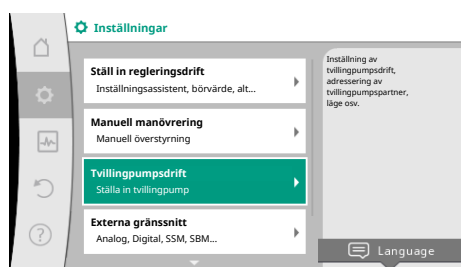 Inställningar
Ställ in regleringsdrift
Inställningsassistent, börvärde, alt...
Manuell manövrering
Manuell överstyrning
Tvillingpumpsdrift
Ställa in tvillingpump
Externa gränssnitt
Analog, Digital, SSM, SBM...
Inställning av
tvillingpumpsdrift,
adressering av
tvillingpumpspartner,
läge osv.
Language